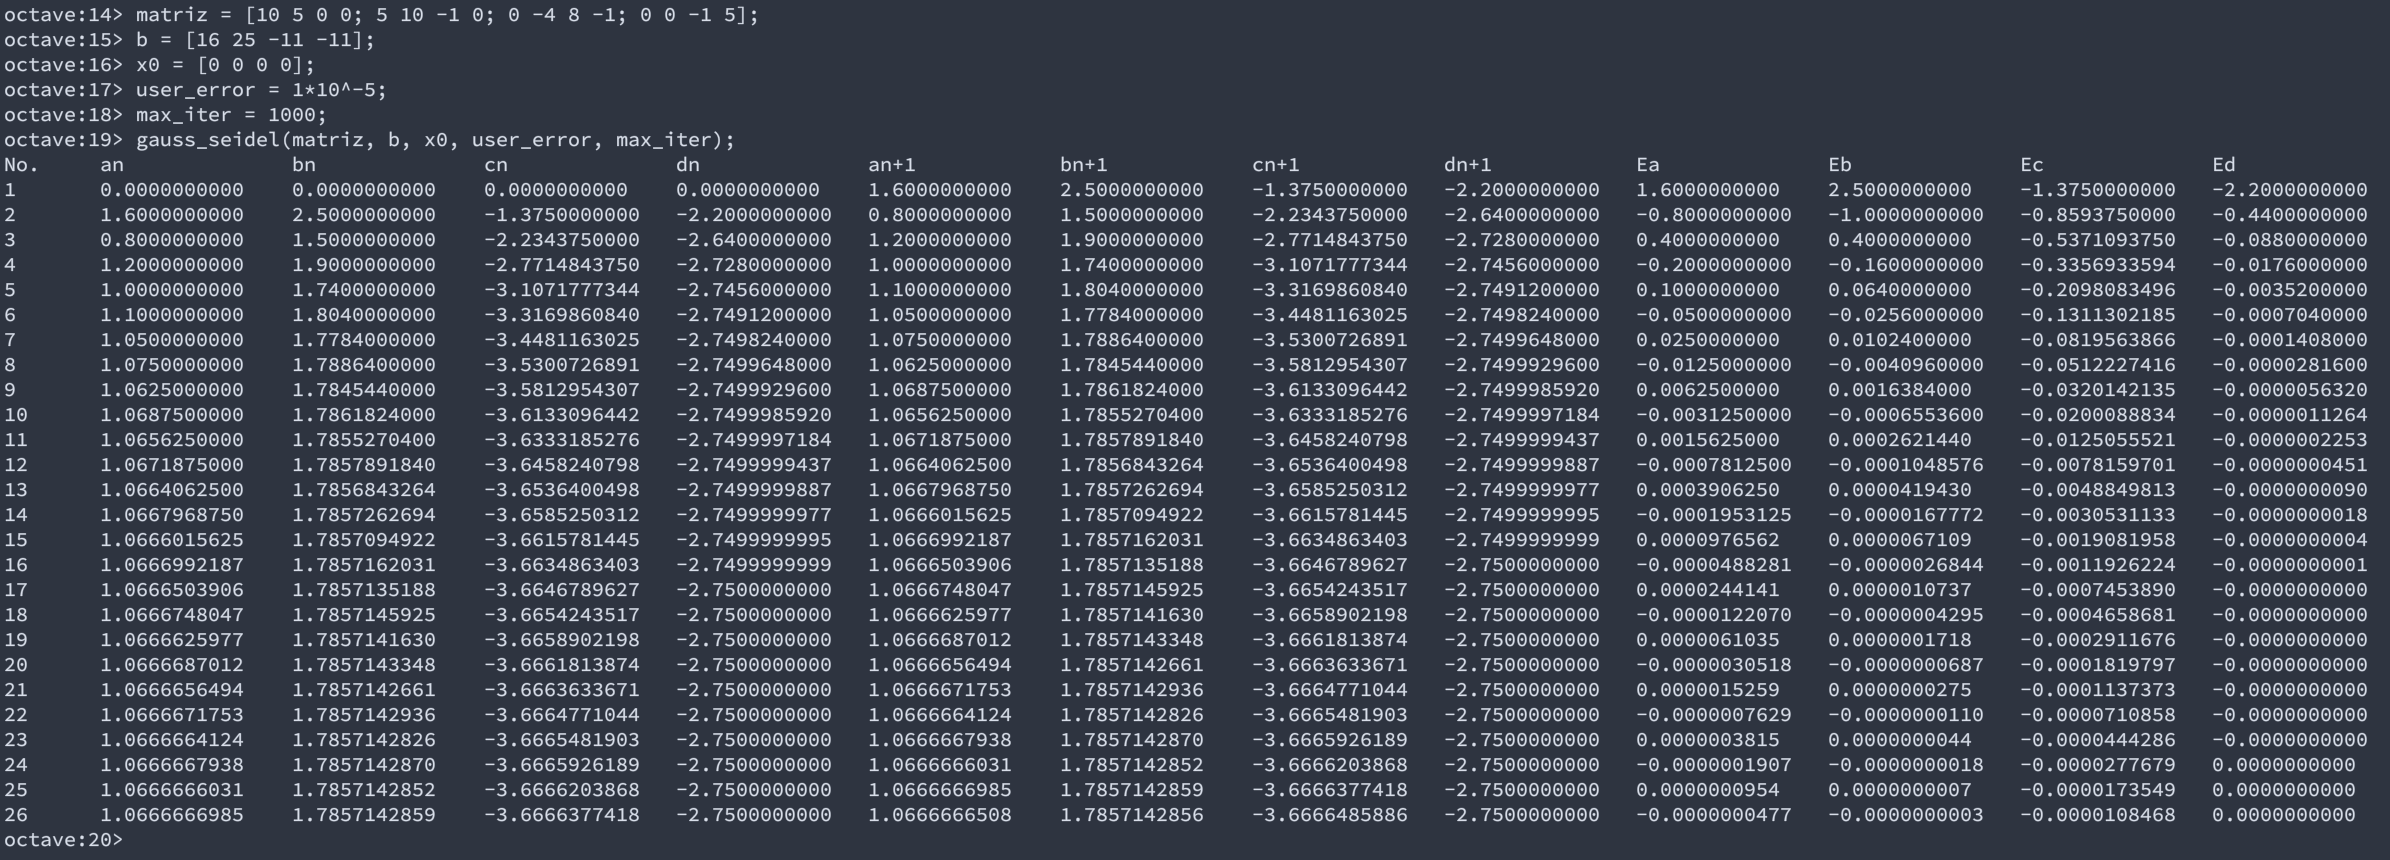 octave:14> matriz = [10 5 0 0; 5 10 -1 0; 0 -4 8 -1; 0 0 -1 5];
octave:15> b = [16 25 -11 -11];
octave:16> x0 = [0 0 0 0];
octave:17> user_error = 1*10^-5;
octave:18> max_iter = 1000;
octave:19> gauss_seidel(matriz, b, x0, user_error, max_iter);
No. an bn cn dn an+1 bn+1 cn+1 dn+1 Ea Eb Ec Ed
1 0.0000000000 0.0000000000 0.0000000000 0.0000000000 1.6000000000 2.5000000000 -1.3750000000 -2.2000000000 1.6000000000 2.5000000000 -1.3750000000 -2.2000000000
2 1.6000000000 2.5000000000 -1.3750000000 -2.2000000000 0.8000000000 1.5000000000 -2.2343750000 -2.6400000000 -0.8000000000 -1.0000000000 -0.8593750000 -0.4400000000
3 0.8000000000 1.5000000000 -2.2343750000 -2.6400000000 1.2000000000 1.9000000000 -2.7714843750 -2.7280000000 0.4000000000 0.4000000000 -0.5371093750 -0.0880000000
4 1.2000000000 1.9000000000 -2.7714843750 -2.7280000000 1.0000000000 1.7400000000 -3.1071777344 -2.7456000000 -0.2000000000 -0.1600000000 -0.3356933594 -0.0176000000
5 1.0000000000 1.7400000000 -3.1071777344 -2.7456000000 1.1000000000 1.8040000000 -3.3169860840 -2.7491200000 0.1000000000 0.0640000000 -0.2098083496 -0.0035200000
6 1.1000000000 1.8040000000 -3.3169860840 -2.7491200000 1.0500000000 1.7784000000 -3.4481163025 -2.7498240000 -0.0500000000 -0.0256000000 -0.1311302185 -0.0007040000
7 1.0500000000 1.7784000000 -3.4481163025 -2.7498240000 1.0750000000 1.7886400000 -3.5300726891 -2.7499648000 0.0250000000 0.0102400000 -0.0819563866 -0.0001408000
8 1.0750000000 1.7886400000 -3.5300726891 -2.7499648000 1.0625000000 1.7845440000 -3.5812954307 -2.7499929600 -0.0125000000 -0.0040960000 -0.0512227416 -0.0000281600
9 1.0625000000 1.7845440000 -3.5812954307 -2.7499929600 1.0687500000 1.7861824000 -3.6133096442 -2.7499985920 0.0062500000 0.0016384000 -0.0320142135 -0.0000056320
10 1.0687500000 1.7861824000 -3.6133096442 -2.7499985920 1.0656250000 1.7855270400 -3.6333185276 -2.7499997184 -0.0031250000 -0.0006553600 -0.0200088834 -0.0000011264
11 1.0656250000 1.7855270400 -3.6333185276 -2.7499997184 1.0671875000 1.7857891840 -3.6458240798 -2.7499999437 0.0015625000 0.0002621440 -0.0125055521 -0.0000002253
12 1.0671875000 1.7857891840 -3.6458240798 -2.7499999437 1.0664062500 1.7856843264 -3.6536400498 -2.7499999887 -0.0007812500 -0.0001048576 -0.0078159701 -0.0000000451
13 1.0664062500 1.7856843264 -3.6536400498 -2.7499999887 1.0667968750 1.7857262694 -3.6585250312 -2.7499999977 0.0003906250 0.0000419430 -0.0048849813 -0.0000000090
14 1.0667968750 1.7857262694 -3.6585250312 -2.7499999977 1.0666015625 1.7857094922 -3.6615781445 -2.7499999995 -0.0001953125 -0.0000167772 -0.0030531133 -0.0000000018
15 1.0666015625 1.7857094922 -3.6615781445 -2.7499999995 1.0666992187 1.7857162031 -3.6634863403 -2.7499999999 0.0000976562 0.0000067109 -0.0019081958 -0.0000000004
16 1.0666992187 1.7857162031 -3.6634863403 -2.7499999999 1.0666503906 1.7857135188 -3.6646789627 -2.7500000000 -0.0000488281 -0.0000026844 -0.0011926224 -0.0000000001
17 1.0666503906 1.7857135188 -3.6646789627 -2.7500000000 1.0666748047 1.7857145925 -3.6654243517 -2.7500000000 0.0000244141 0.0000010737 -0.0007453890 -0.0000000000
18 1.0666748047 1.7857145925 -3.6654243517 -2.7500000000 1.0666625977 1.7857141630 -3.6658902198 -2.7500000000 -0.0000122070 -0.0000004295 -0.0004658681 -0.0000000000
19 1.0666625977 1.7857141630 -3.6658902198 -2.7500000000 1.0666687012 1.7857143348 -3.6661813874 -2.7500000000 0.0000061035 0.0000001718 -0.0002911676 -0.0000000000
20 1.0666687012 1.7857143348 -3.6661813874 -2.7500000000 1.0666656494 1.7857142661 -3.6663633671 -2.7500000000 -0.0000030518 -0.0000000687 -0.0001819797 -0.0000000000
21 1.0666656494 1.7857142661 -3.6663633671 -2.7500000000 1.0666671753 1.7857142936 -3.6664771044 -2.7500000000 0.0000015259 0.0000000275 -0.0001137373 -0.0000000000
22 1.0666671753 1.7857142936 -3.6664771044 -2.7500000000 1.0666664124 1.7857142826 -3.6665481903 -2.7500000000 -0.0000007629 -0.0000000110 -0.0000710858 -0.0000000000
23 1.0666664124 1.7857142826 -3.6665481903 -2.7500000000 1.0666667938 1.7857142870 -3.6665926189 -2.7500000000 0.0000003815 0.0000000044 -0.0000444286 -0.0000000000
24 1.0666667938 1.7857142870 -3.6665926189 -2.7500000000 1.0666666031 1.7857142852 -3.6666203868 -2.7500000000 -0.0000001907 -0.0000000018 -0.0000277679 0.0000000000
25 1.0666666031 1.7857142852 -3.6666203868 -2.7500000000 1.0666666985 1.7857142859 -3.6666377418 -2.7500000000 0.0000000954 0.0000000007 -0.0000173549 0.0000000000
26 1.0666666985 1.7857142859 -3.6666377418 -2.7500000000 1.0666666508 1.7857142856 -3.6666485886 -2.7500000000 -0.0000000477 -0.0000000003 -0.0000108468 0.0000000000
octave:20>